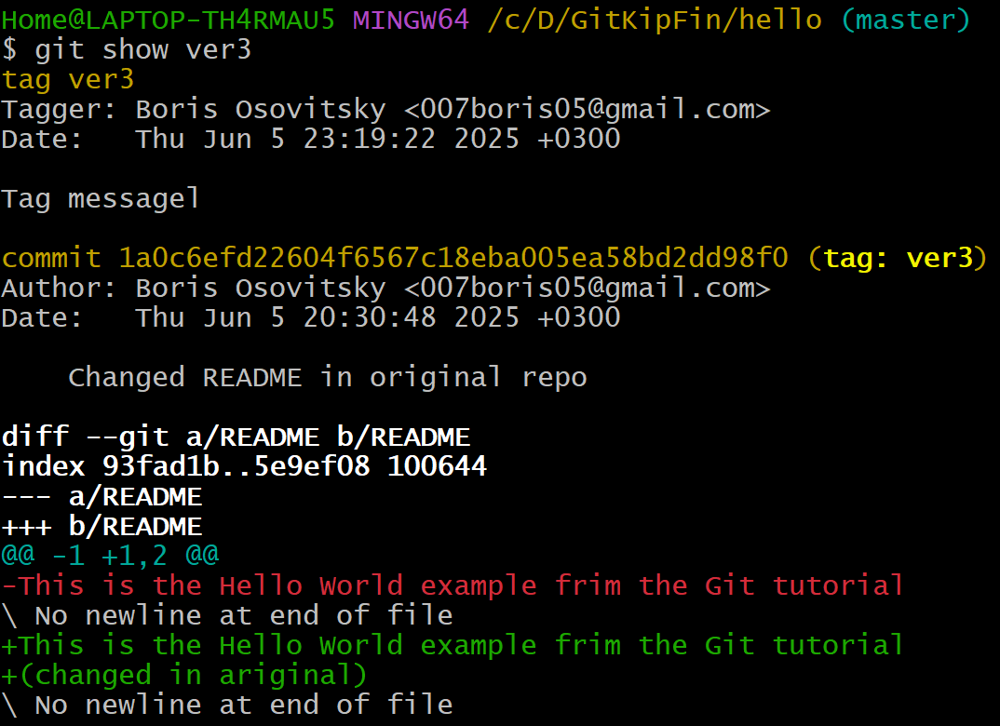 Home@LAPTOP-TH4RMAU5 MINGW64 /c/D/GitKipFin/hello (master)
$ git show ver3
tag ver3
Tagger: Boris Osovitsky <007boris05@gmail.com>
Date:   Thu Jun 5 23:19:22 2025 +0300

Tag messagel

commit 1a0c6efd22604f6567c18eba005ea58bd2dd98f0 (tag: ver3)
Author: Boris Osovitsky <007boris05@gmail.com>
Date:   Thu Jun 5 20:30:48 2025 +0300

    Changed README in original repo

diff --git a/README b/README
index 93fad1b..5e9ef08 100644
--- a/README
+++ b/README
@@ -1 +1,2 @@
-This is the Hello World example frim the Git tutorial
\ No newline at end of file
+This is the Hello World example frim the Git tutorial
+(changed in ariginal)
\ No newline at end of file